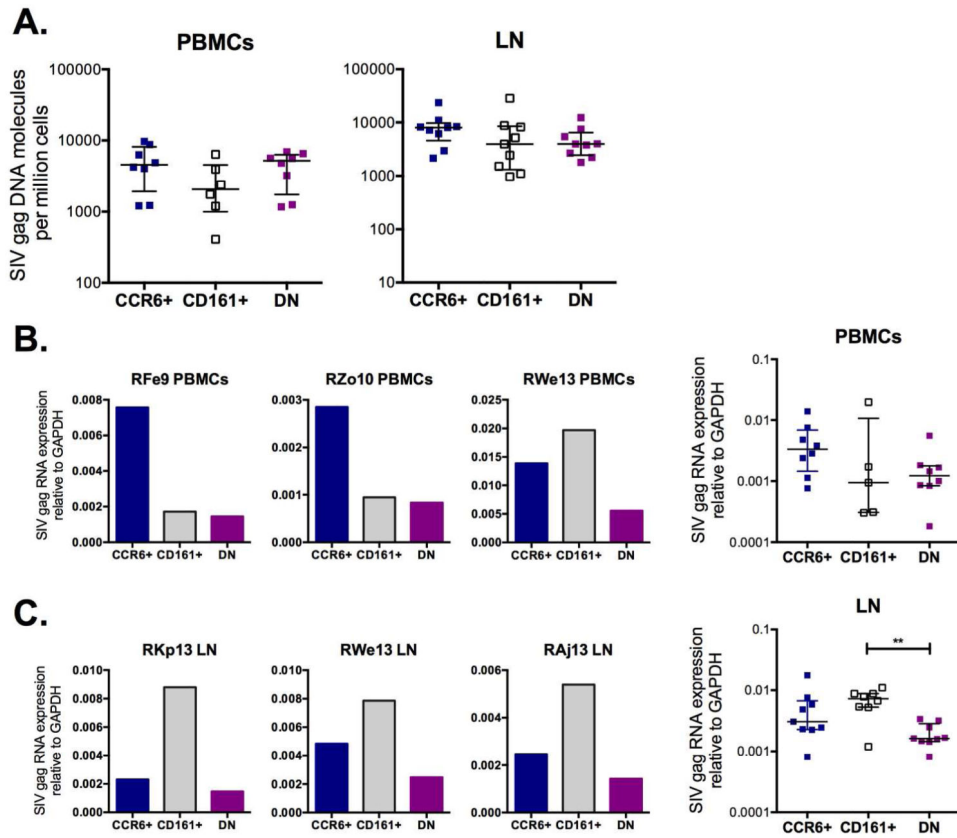 A.
PBMCs
SIV gag DNA molecules
per million cells
100000
10000
1000
100
CCR6+ CD161+ DN
LN
100000
10000
1000
10
CCR6+ CD161+ DN
B.
RFe9 PBMCs
SIV gag RNA expression
relative to GAPDH
0.008
0.006
0.004
0.002
0.000
CCR6+ CD161+ DN
RZo10 PBMCs
0.003
0.002
0.001
0.000
CCR6+ CD161+ DN
RWe13 PBMCs
0.025
0.020
0.015
0.010
0.005
0.000
CCR6+ CD161+ DN
PBMCs
SIV gag RNA expression
relative to GAPDH
0.1
0.01
0.001
0.0001
CCR6+ CD161+ DN
C.
RKp13 LN
SIV gag RNA expression
relative to GAPDH
0.010
0.008
0.006
0.004
0.002
0.000
CCR6+ CD161+ DN
RWe13 LN
0.010
0.008
0.006
0.004
0.002
0.000
CCR6+ CD161+ DN
RAj13 LN
0.006
0.004
0.002
0.000
CCR6+ CD161+ DN
LN
SIV gag RNA expression
relative to GAPDH
0.1
0.01
0.001
0.0001
**
CCR6+ CD161+ DN